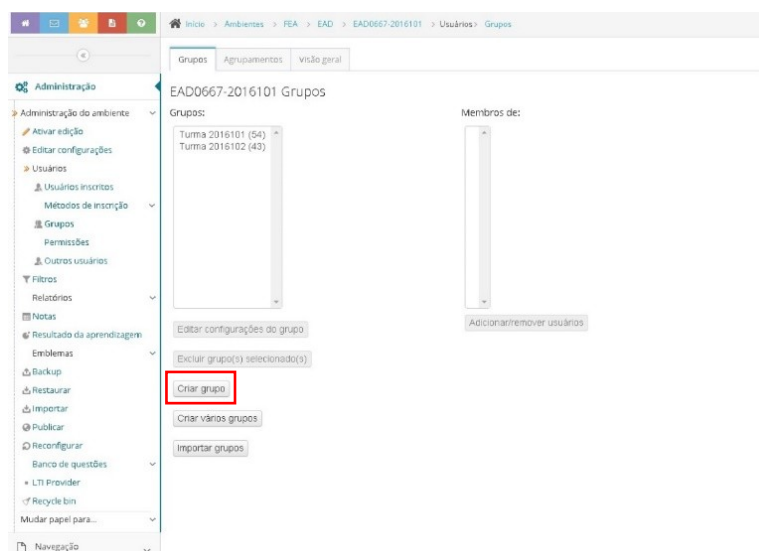 Início > Ambientes > FEA > EAD > EAD0667-2016101 > Usuários > Grupos
Grupos
Agrupamentos
Visão geral
Administração
Administração do ambiente
Ativar edição
Editar configurações
Usuários
Usuários inscritos
Métodos de inscrição
Grupos
Permissões
Outros usuários
Filtros
Relatórios
Notas
Resultado da aprendizagem
Emblemas
Backup
Restaurar
Importar
Publicar
Reconfigurar
Banco de questões
LTI Provider
Recycle bin
Mudar papel para...
Navegação
EAD0667-2016101 Grupos
Grupos:
Turma 2016101 (54)
Turma 2016102 (43)
Editar configurações do grupo
Excluir grupo(s) selecionado(s)
Criar grupo
Criar vários grupos
Importar grupos
Membros de:
Adicionar/remover usuários